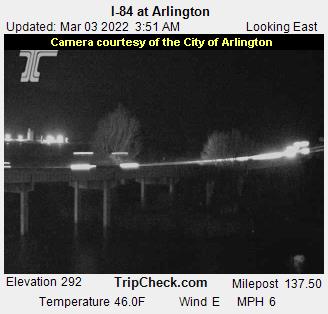 I-84 at Arlington
Updated: Mar 03 2022 3:51 AM Looking East
Camera courtesy of the City of Arlington
Elevation 292 TripCheck.com Milepost 137.50
Temperature 46.0F Wind E MPH 6